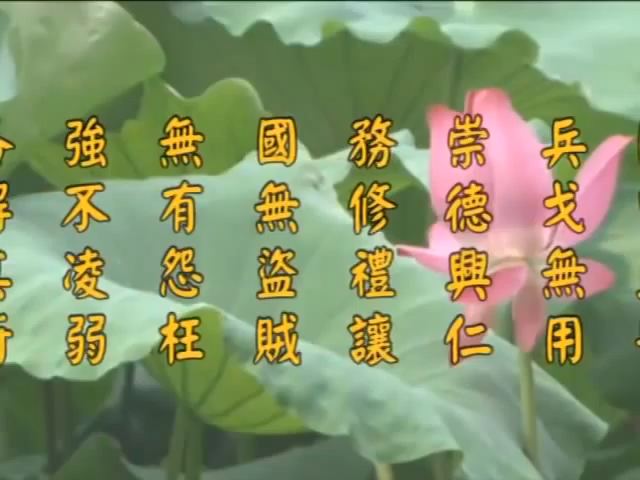 兵戈無用
崇德興仁
務修禮讓
國無盜賊
無有怨枉
強不凌弱